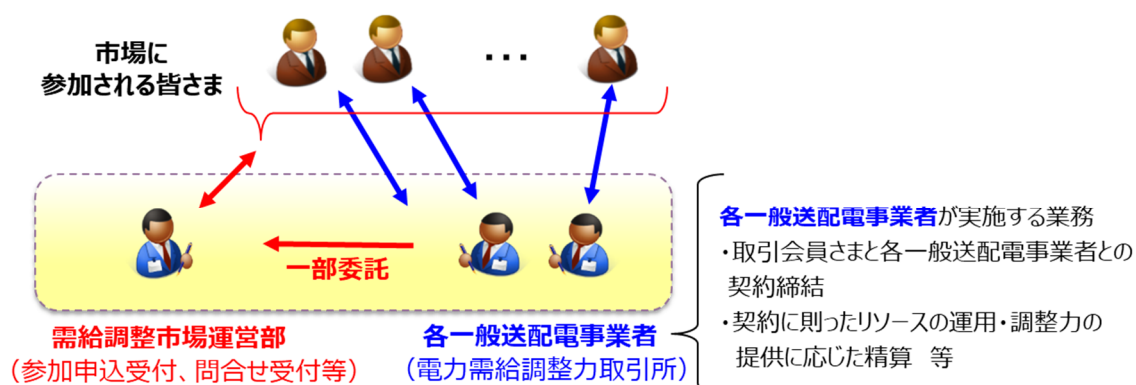 市場に
参加される皆さま
・・・
一部委託
需給調整市場運営部
（参加申込受付、問合せ受付等）
各一般送配電事業者
（電力需給調整力取引所）
各一般送配電事業者が実施する業務
・取引会員さまと各一般送配電事業者との
契約締結
・契約に則ったリソースの運用・調整力の
提供に応じた精算　等